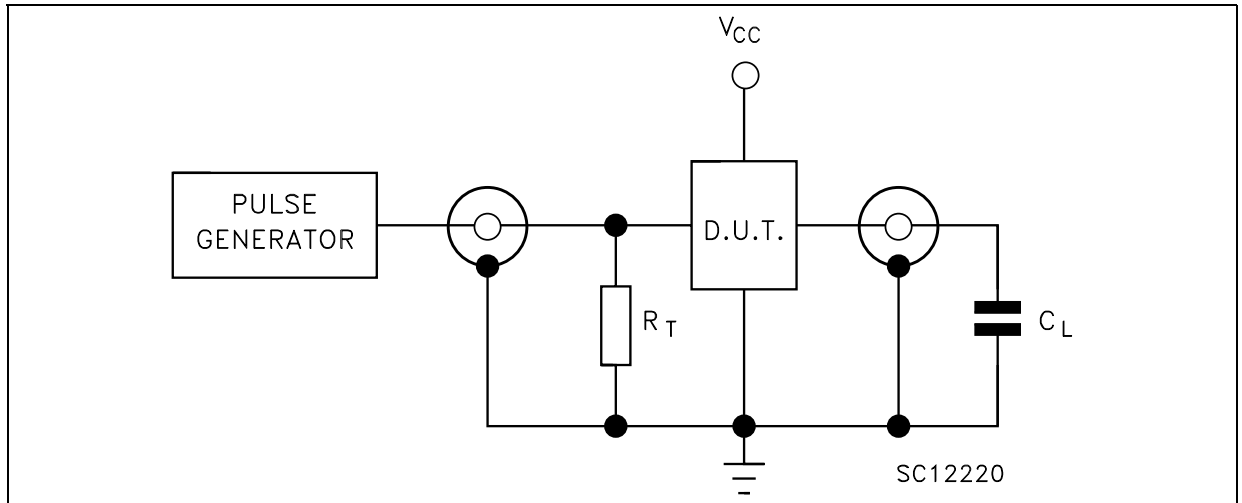 VCC
PULSE
GENERATOR
D.U.T.
RT
CL
SC12220